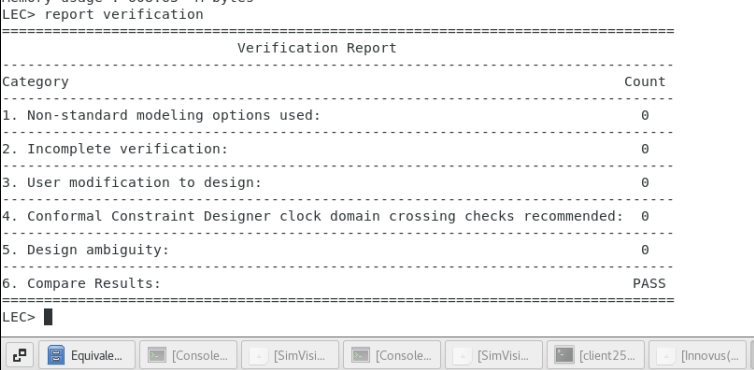 LEC> report verification
================================================================================
Verification Report
--------------------------------------------------------------------------------
Category Count
--------------------------------------------------------------------------------
1. Non-standard modeling options used: 0
--------------------------------------------------------------------------------
2. Incomplete verification: 0
--------------------------------------------------------------------------------
3. User modification to design: 0
--------------------------------------------------------------------------------
4. Conformal Constraint Designer clock domain crossing checks recommended: 0
--------------------------------------------------------------------------------
5. Design ambiguity: 0
--------------------------------------------------------------------------------
6. Compare Results: PASS
================================================================================
LEC>
Equivale... [Console... [SimVisi... [Console... [SimVisi... [client25... [Innovus(...